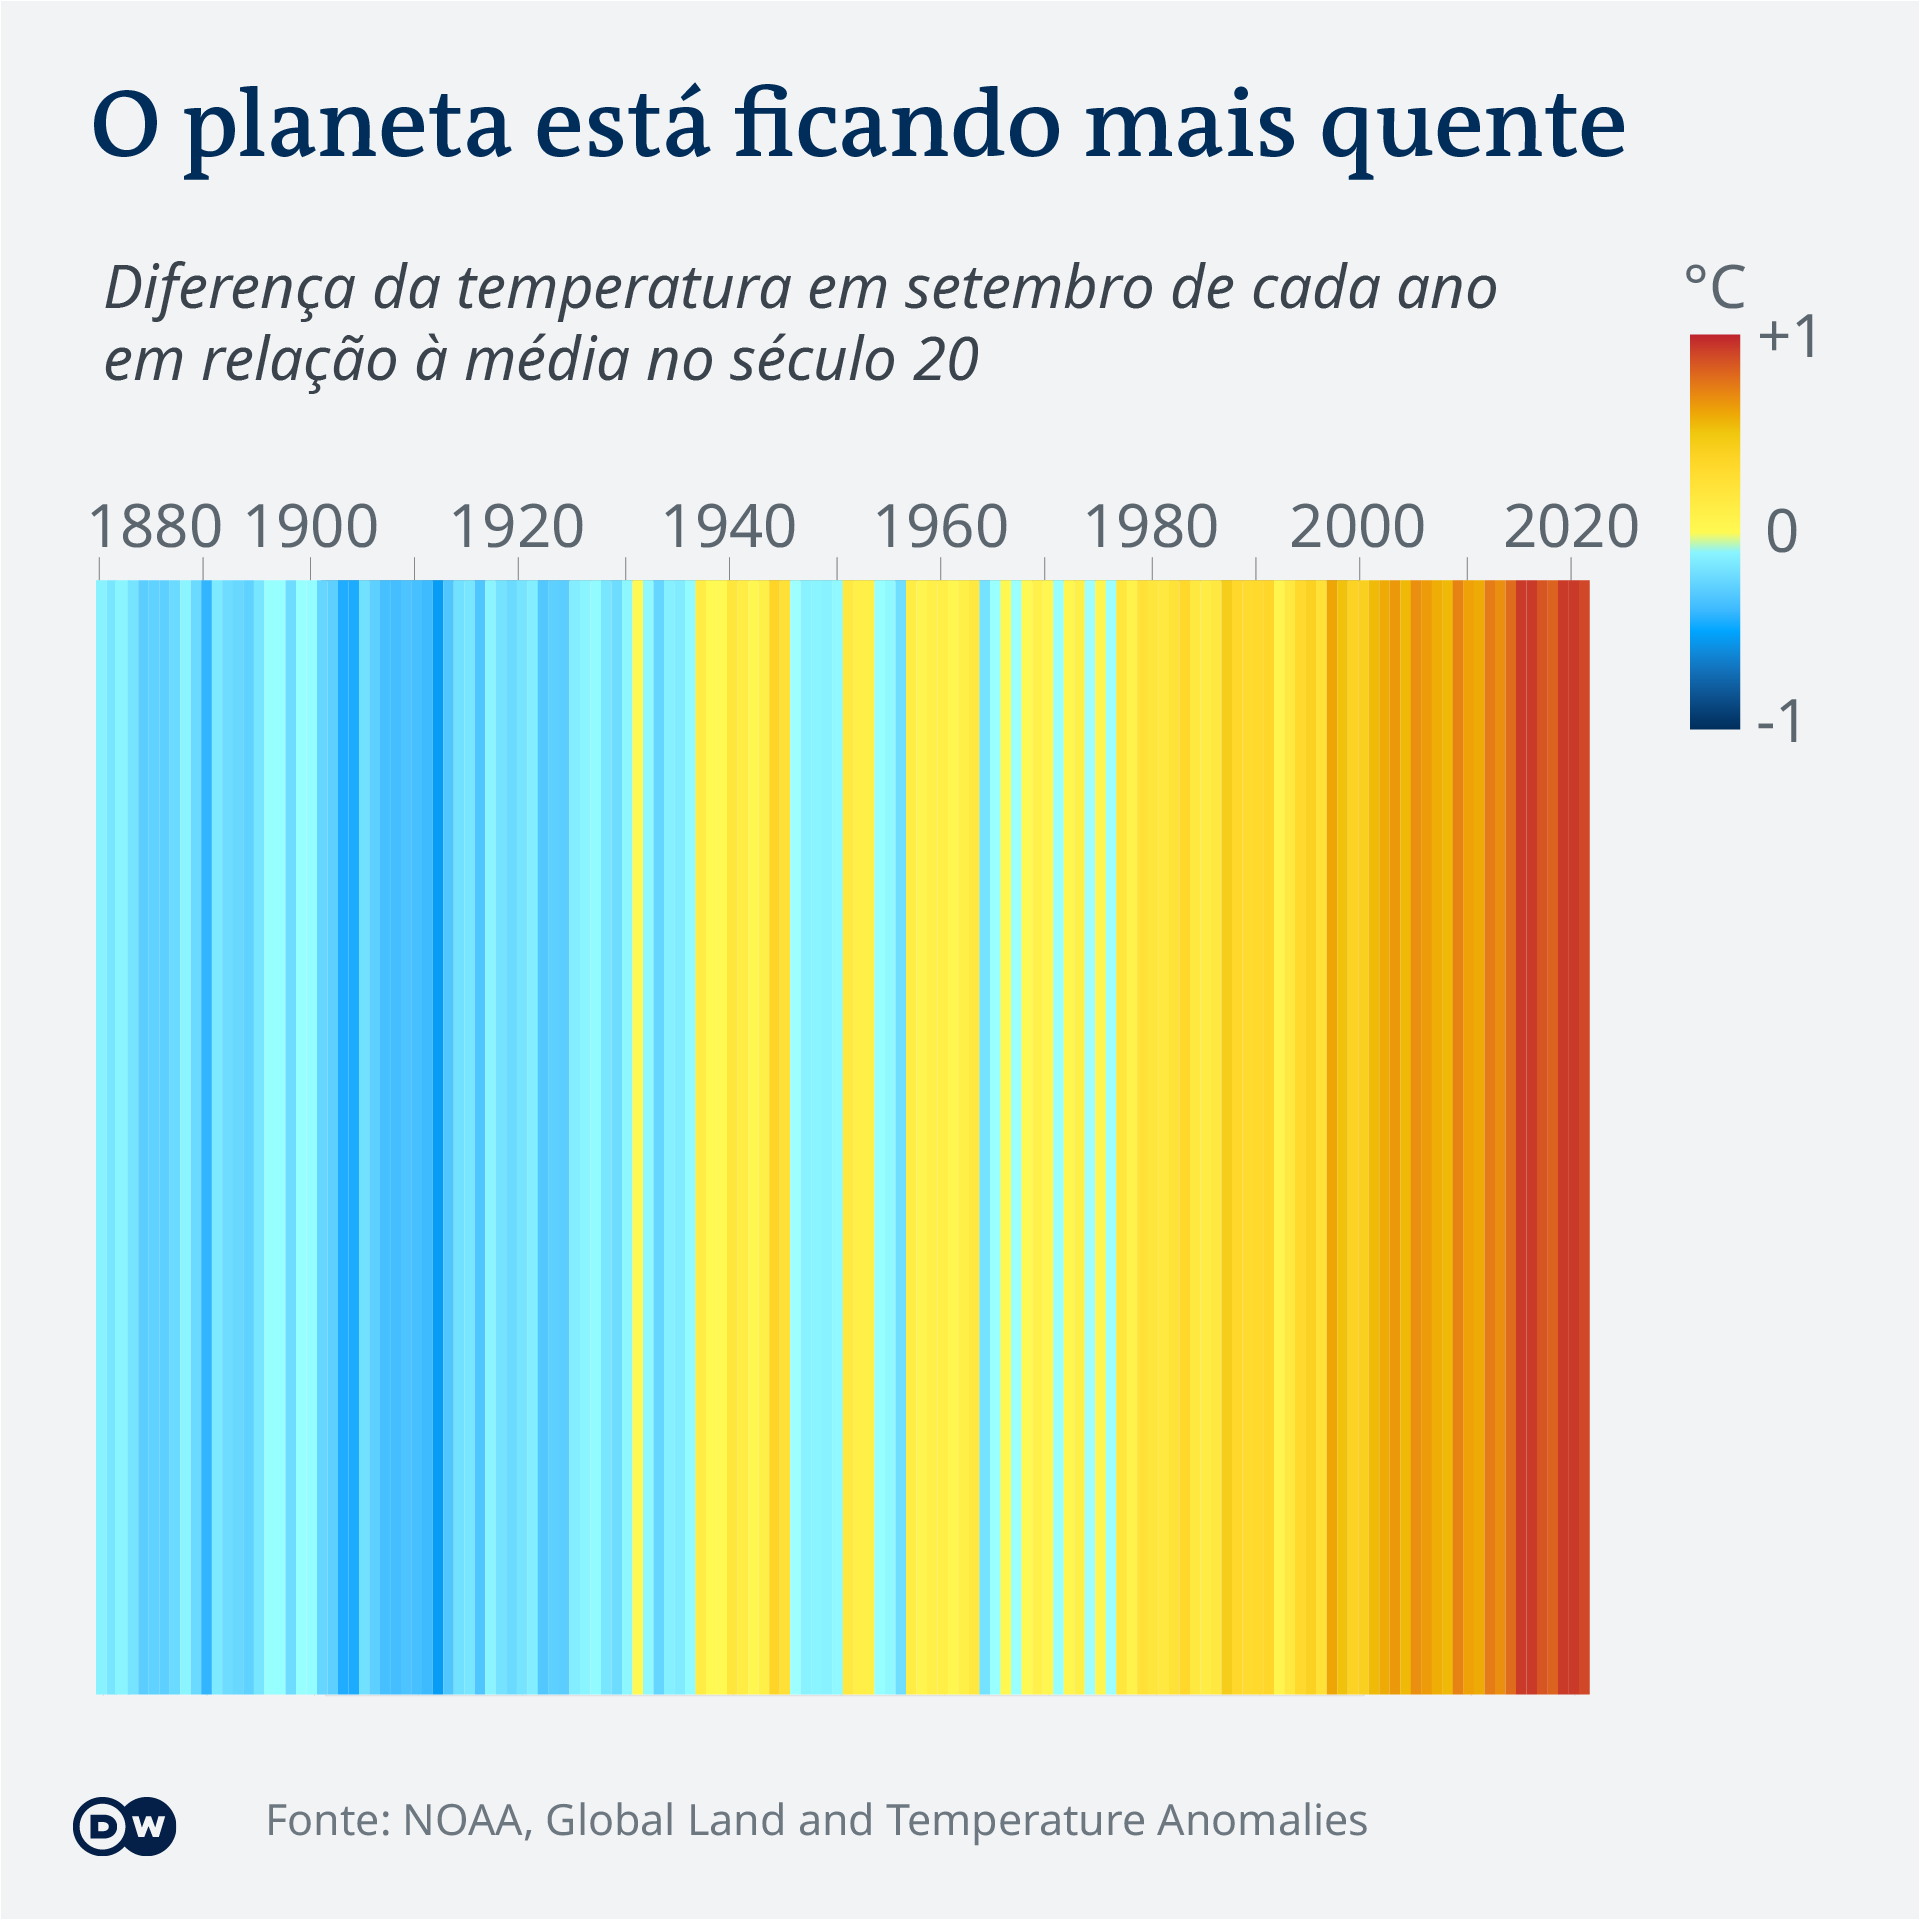 O planeta está ficando mais quente
Diferença da temperatura em setembro de cada ano
em relação à média no século 20
°C
+1
0
-1
1880 1900 1920 1940 1960 1980 2000 2020
DW
Fonte: NOAA, Global Land and Temperature Anomalies